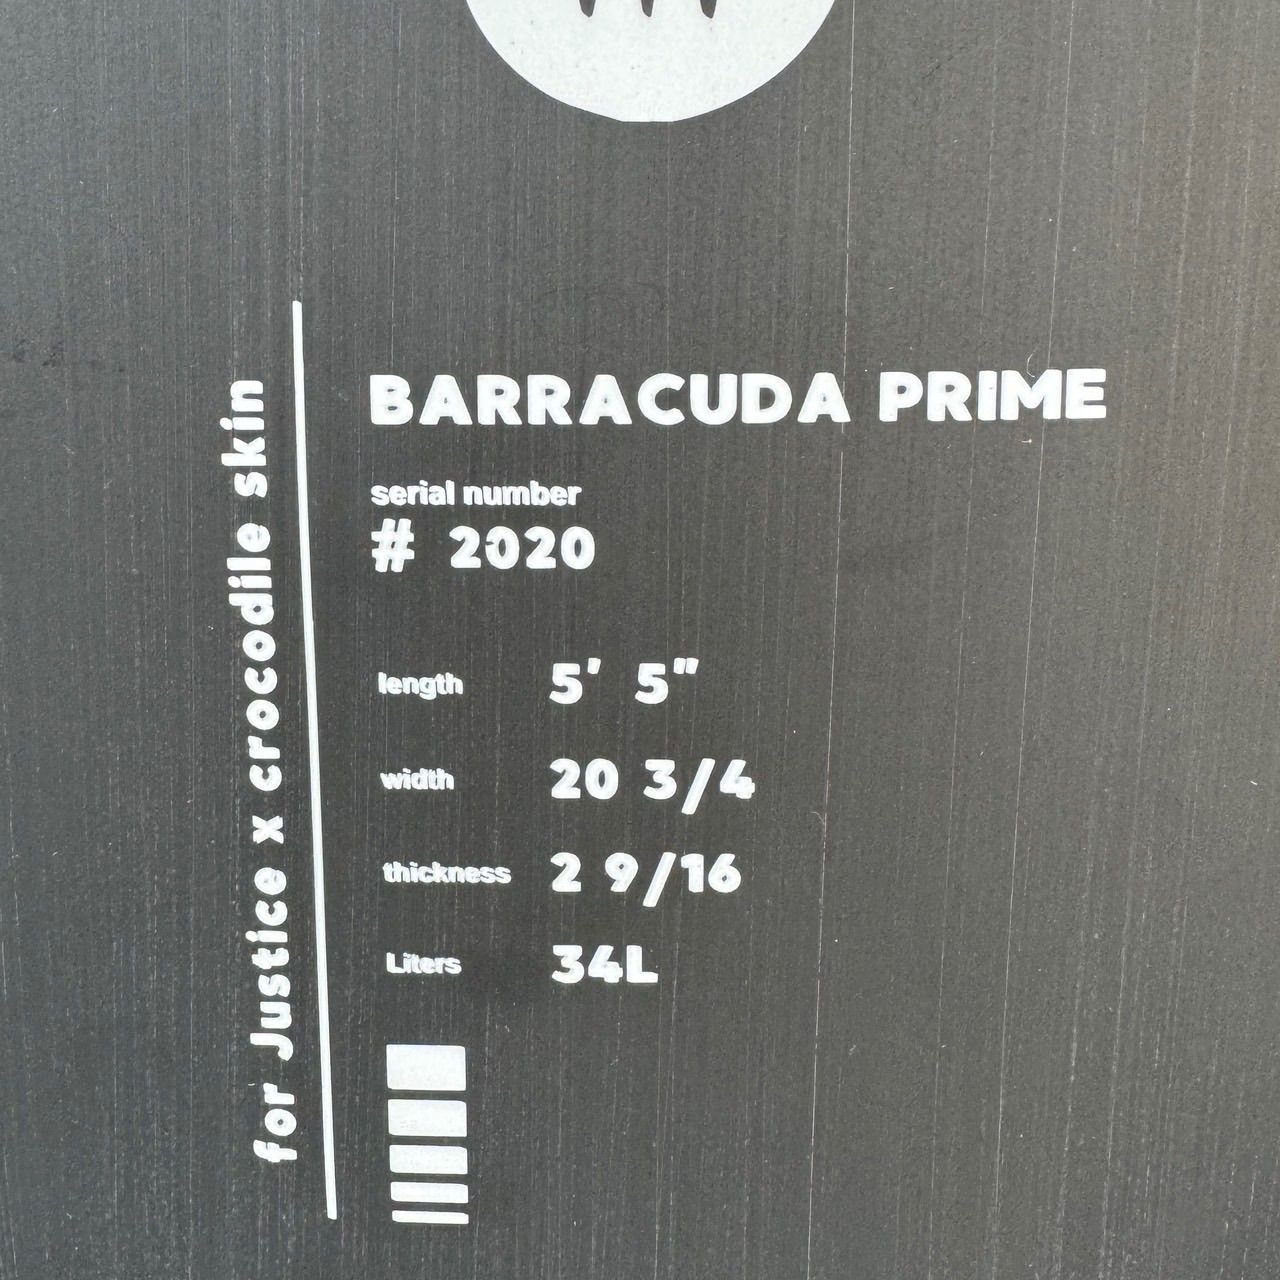 BARRACUDA PRIME
serial number
# 2020
length 5' 5"
width 20 3/4
thickness 2 9/16
Liters 34L
for Justice x crocodile skin